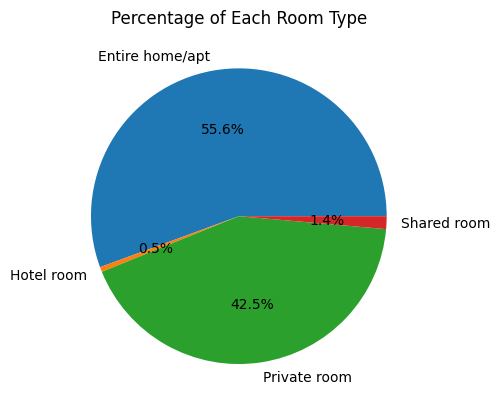 Percentage of Each Room Type
Entire home/apt
55.6%
1.4%
Shared room
0.5%
Hotel room
42.5%
Private room